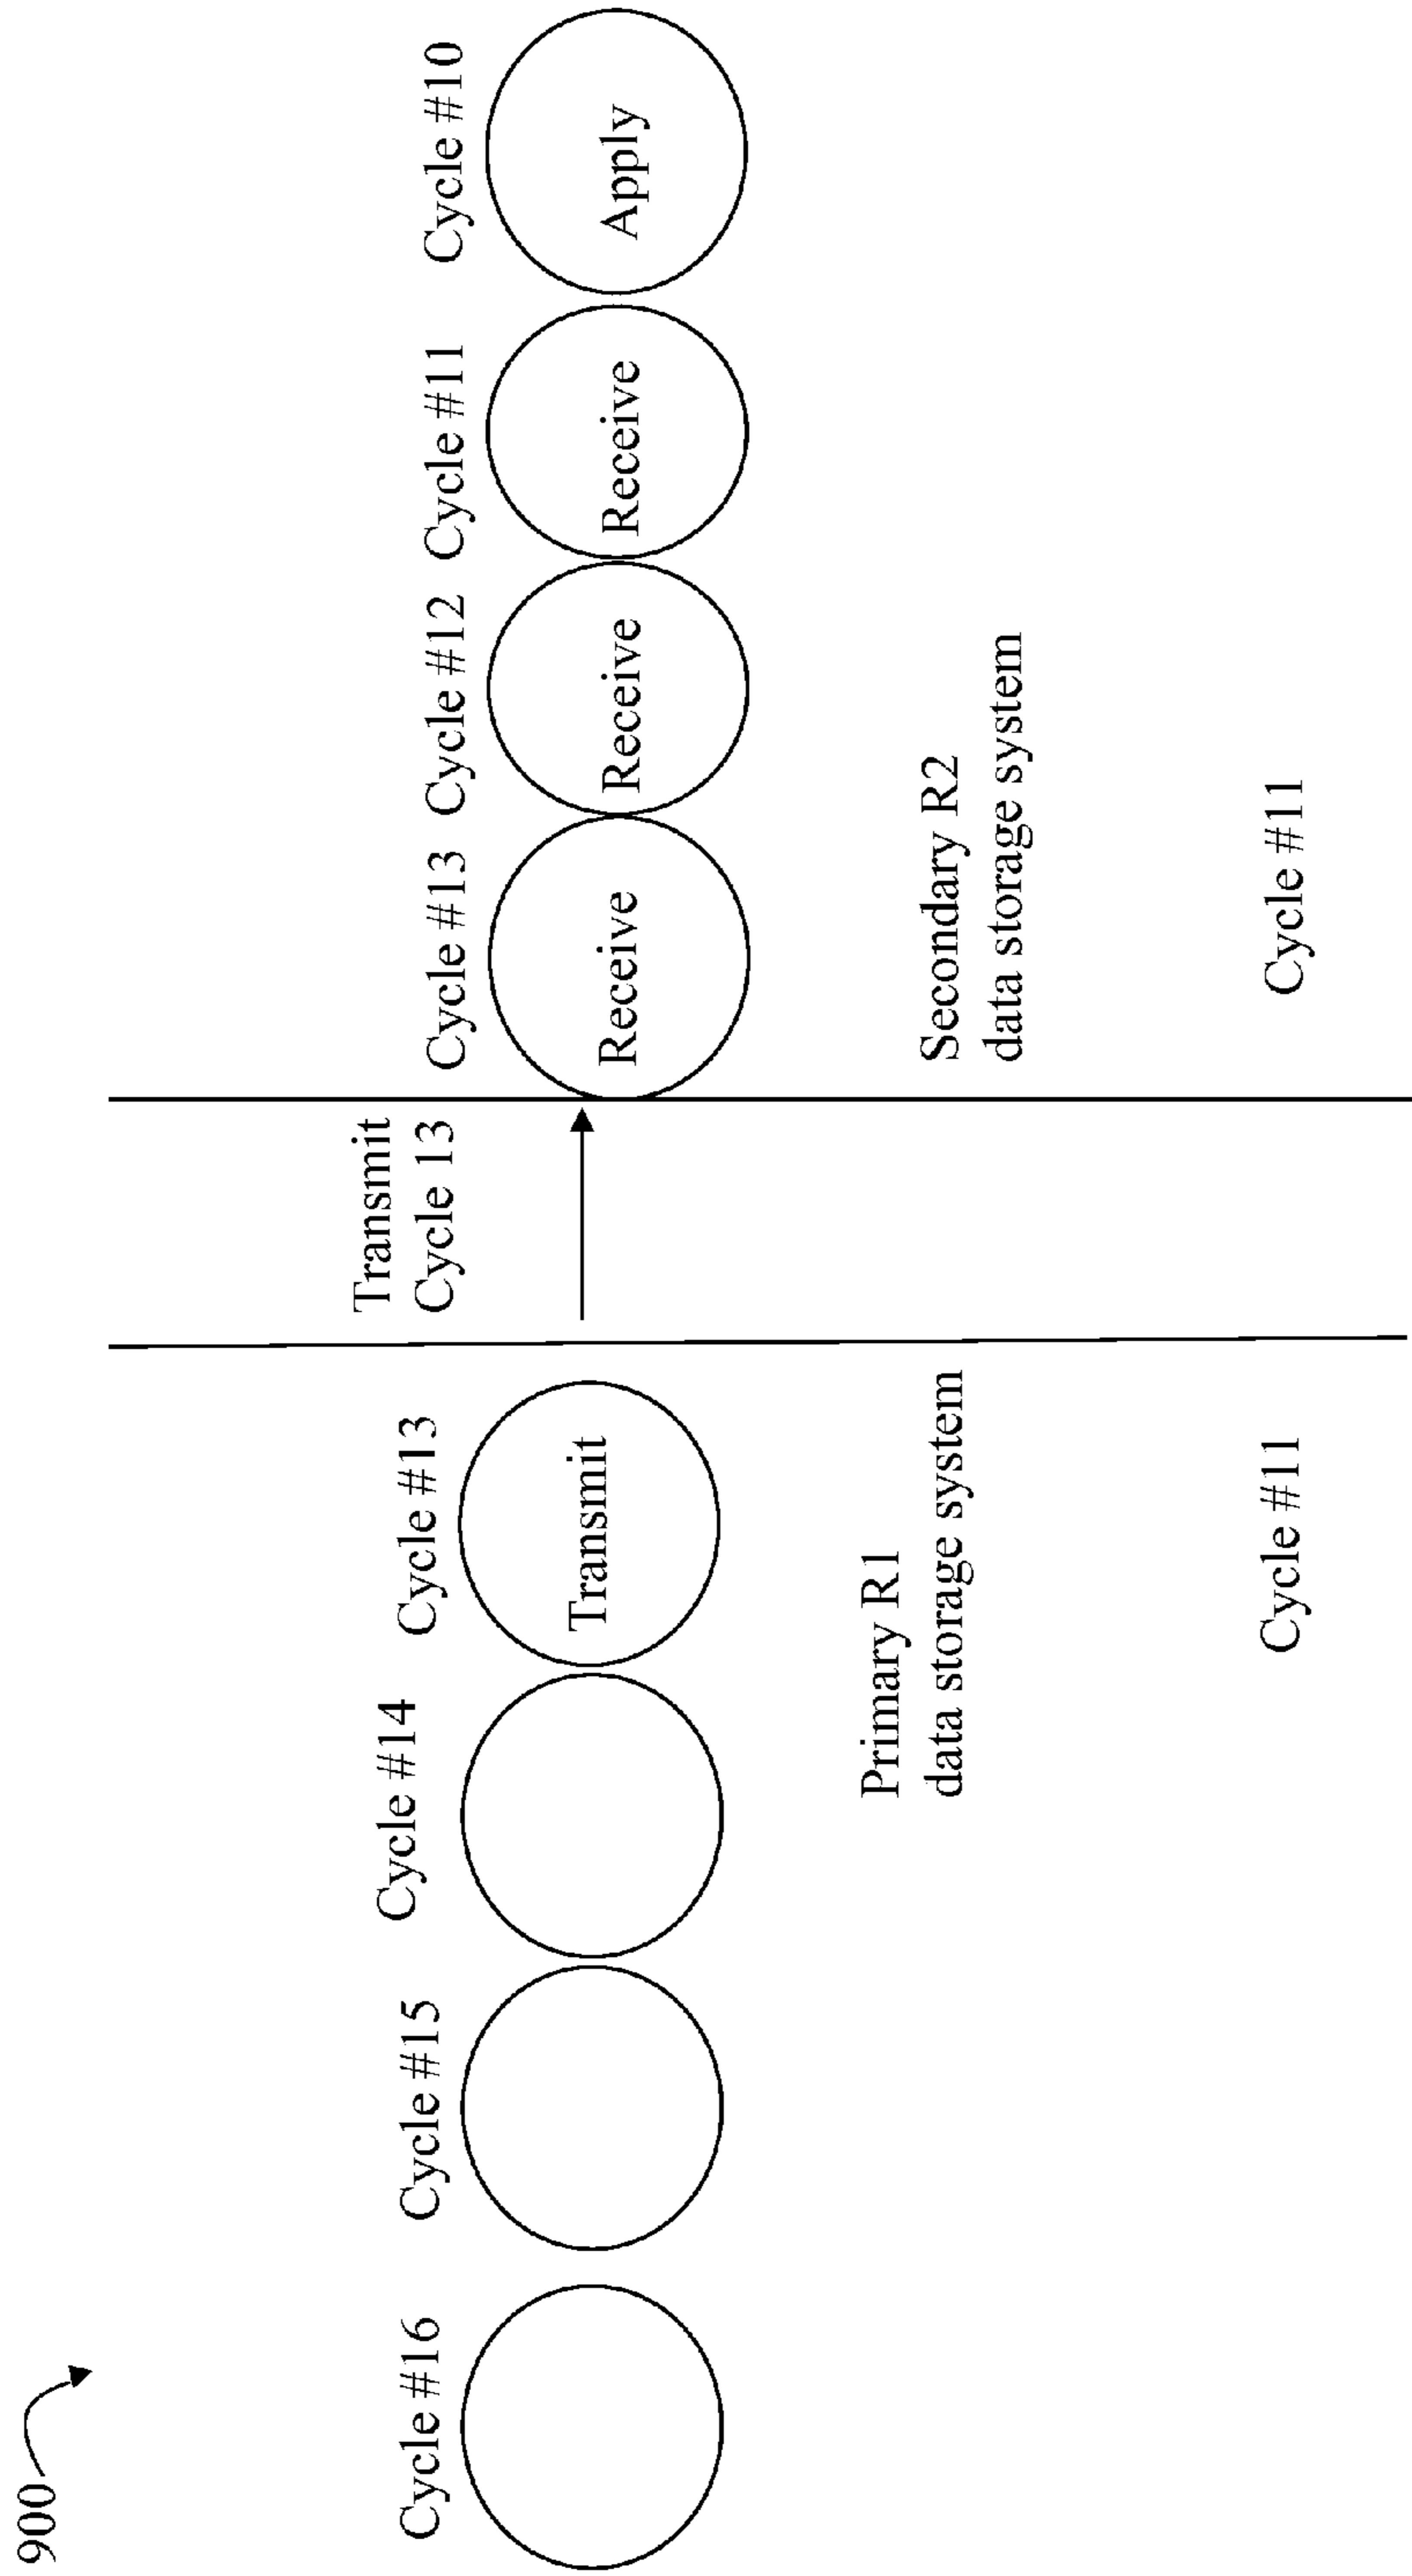 900
Transmit
Cycle 13
Cycle #16
Cycle #15
Cycle #14
Cycle #13
Cycle #13
Cycle #12
Cycle #11
Cycle #10
Transmit
Receive
Receive
Receive
Apply
Primary R1
data storage system
Secondary R2
data storage system
Cycle #11
Cycle #11